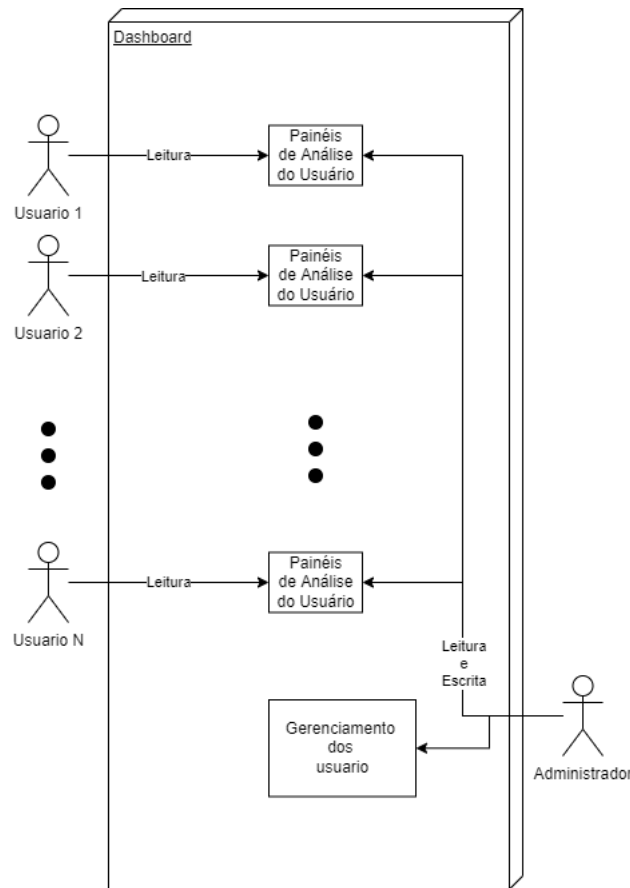 Dashboard
Painéis
de Análise
do Usuário
Leitura
Usuario 1
Painéis
de Análise
do Usuário
Leitura
Usuario 2
Painéis
de Análise
do Usuário
Leitura
Usuario N
Leitura
e
Escrita
Gerenciamento
dos
usuario
Administrador